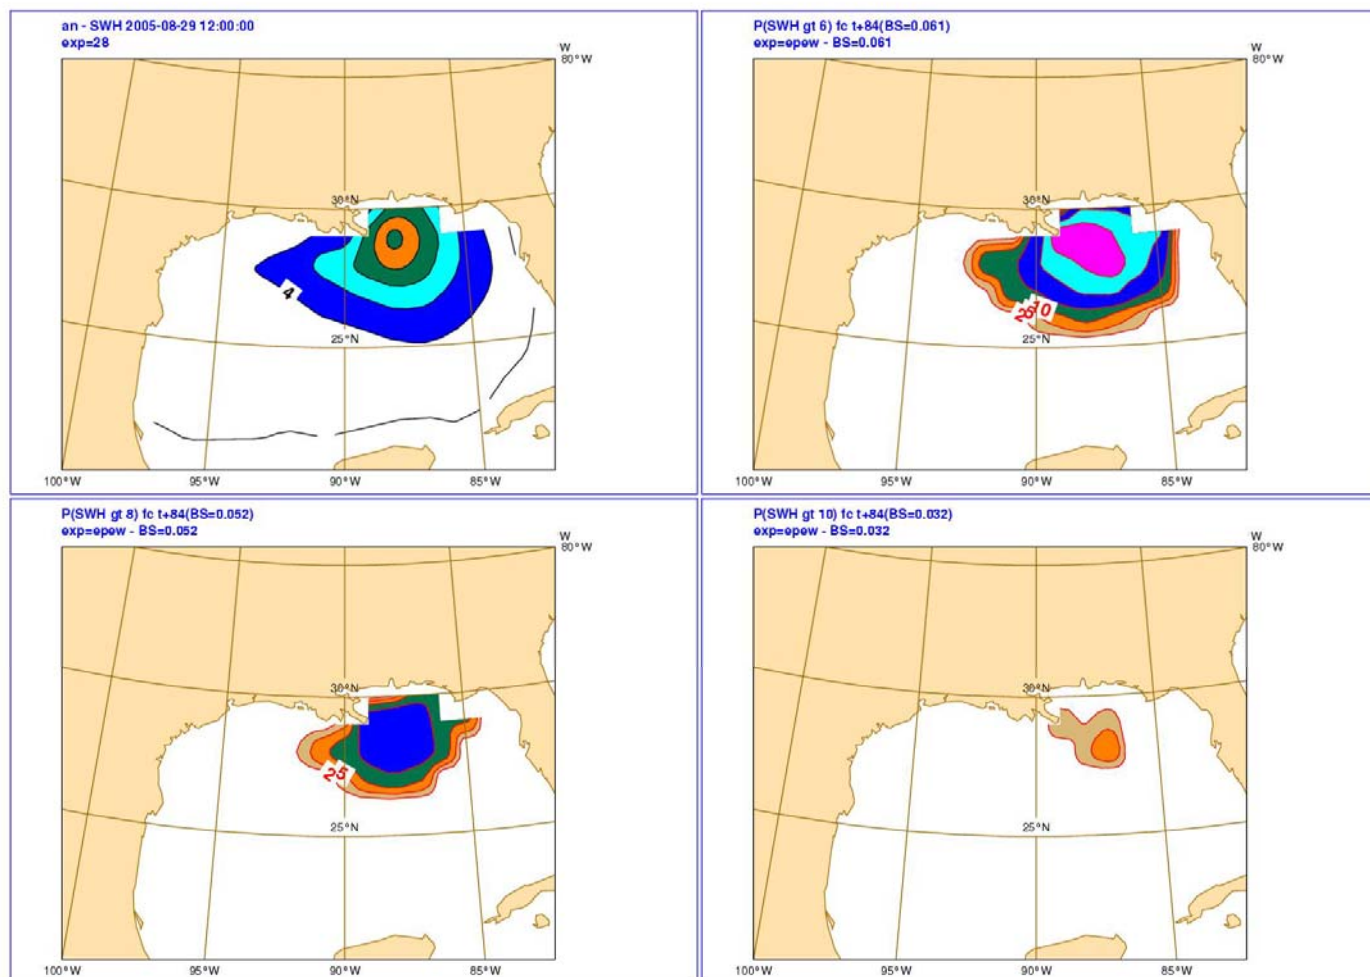 an - SWH 2005-08-29 12:00:00
exp=28
W
80°W
30°N
4
25°N
100°W 95°W 90°W 85°W
P(SWH gt 6) fc t+84(BS=0.061)
exp=epew - BS=0.061
W
80°W
30°N
10
25°N
100°W 95°W 90°W 85°W
P(SWH gt 8) fc t+84(BS=0.052)
exp=epew - BS=0.052
W
80°W
30°N
2 5
25°N
100°W 95°W 90°W 85°W
P(SWH gt 10) fc t+84(BS=0.032)
exp=epew - BS=0.032
W
80°W
30°N
25°N
100°W 95°W 90°W 85°W